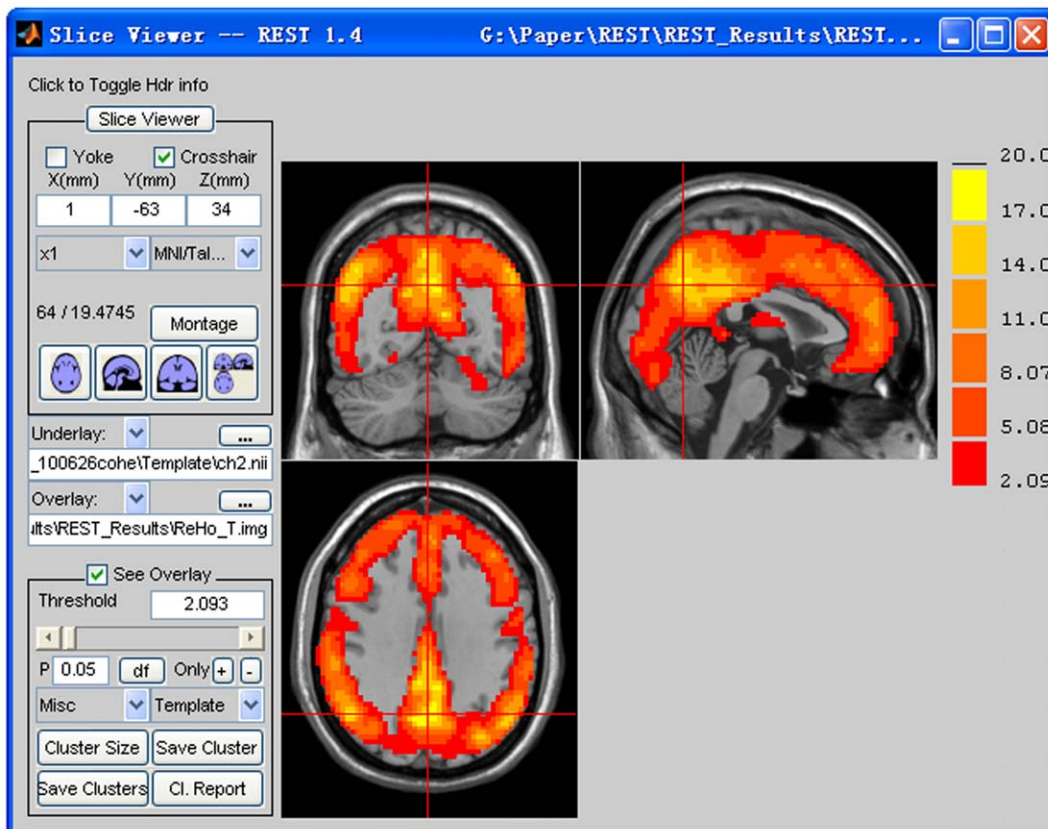 Slice Viewer -- REST 1.4 G:\Paper\REST\REST_Results\REST...
Click to Toggle Hdr info
Slice Viewer
Yoke Crosshair
X(mm) Y(mm) Z(mm)
1 -63 34
x1 MNI/Tal...
64 / 19.4745 Montage
Underlay: ...
_100626cohe\Template\ch2.nii
Overlay: ...
ılts\REST_Results\ReHo_T.img
See Overlay
Threshold 2.093
P 0.05 df Only + -
Misc Template
Cluster Size Save Cluster
Save Clusters Cl. Report
20.0
17.0
14.0
11.0
8.07
5.08
2.09